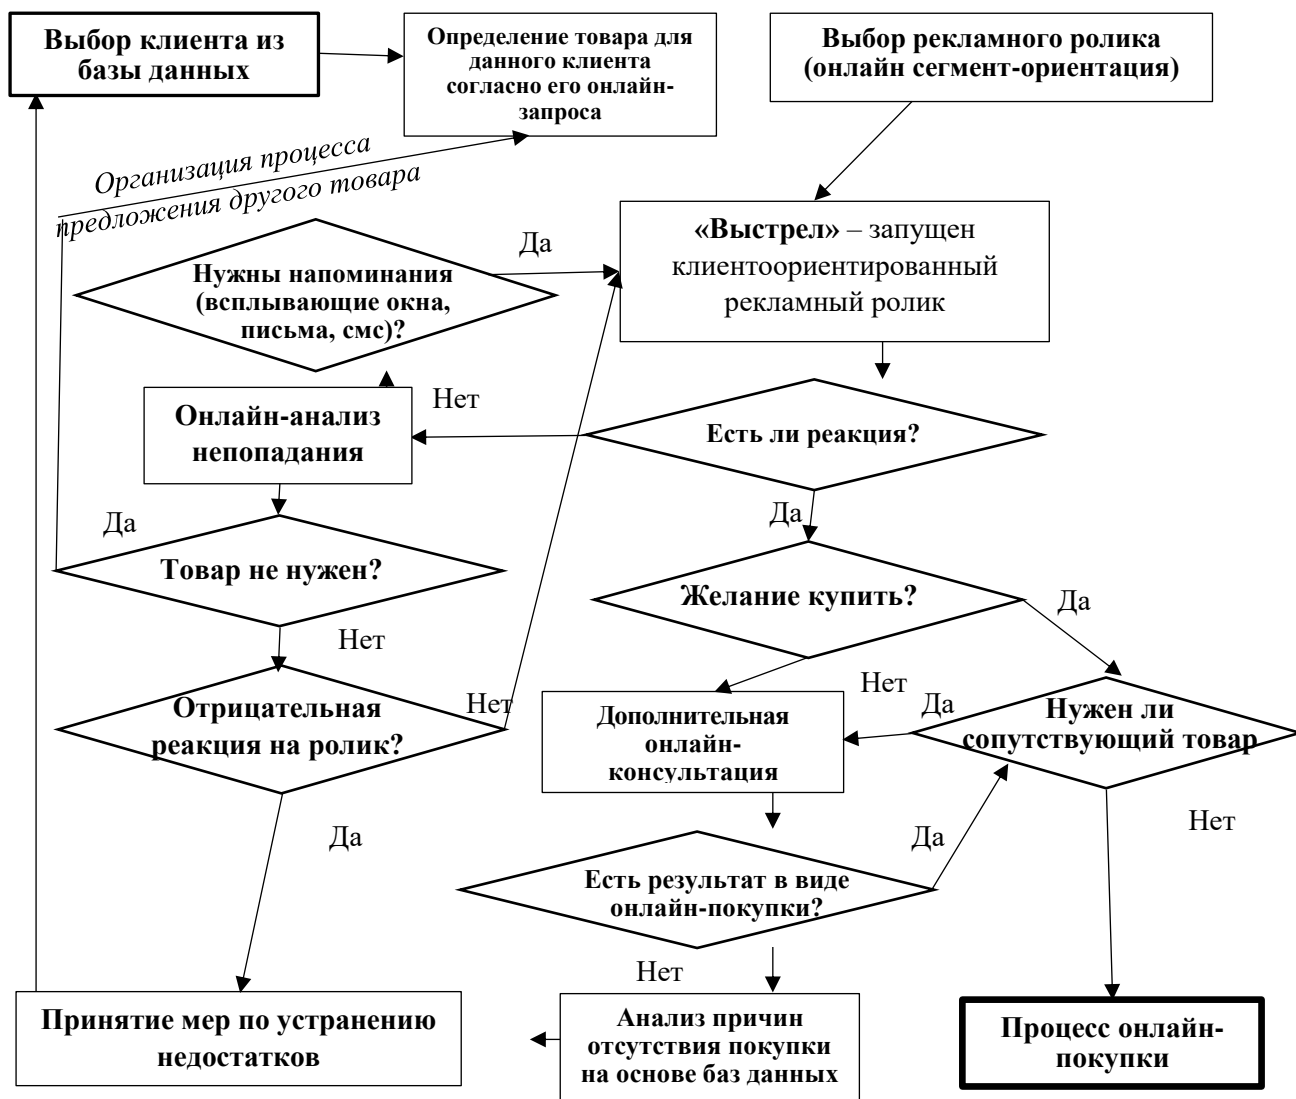 Выбор клиента из
базы данных
Определение товара для
данного клиента
согласно его онлайн-
запроса
Выбор рекламного ролика
(онлайн сегмент-ориентация)
Организация процесса
предложения другого товара
«Выстрел» – запущен
клиентоориентированный
рекламный ролик
Да
Нужны напоминания
(всплывающие окна,
письма, смс)?
Нет
Онлайн-анализ
непопадания
Есть ли реакция?
Да
Да
Товар не нужен?
Желание купить?
Да
Нет
Нет
Отрицательная
реакция на ролик?
Нет
Дополнительная
онлайн-
консультация
Да
Нужен ли
сопутствующий товар
Да
Да
Нет
Есть результат в виде
онлайн-покупки?
Нет
Принятие мер по устранению
недостатков
Анализ причин
отсутствия покупки
на основе баз данных
Процесс онлайн-
покупки